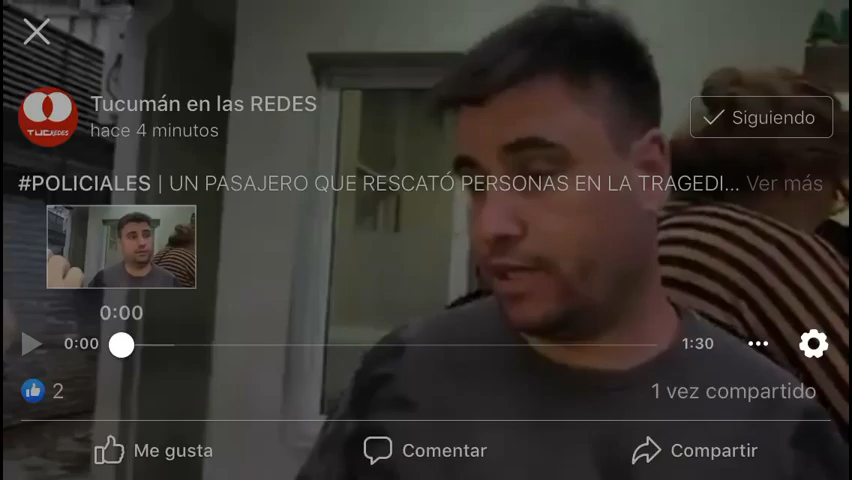 Tucumán en las REDES
hace 4 minutos
Siguiendo
TUCREDES
#POLICIALES | UN PASAJERO QUE RESCATÓ PERSONAS EN LA TRAGEDI... Ver más
0:00
0:00
1:30
2
1 vez compartido
Me gusta
Comentar
Compartir